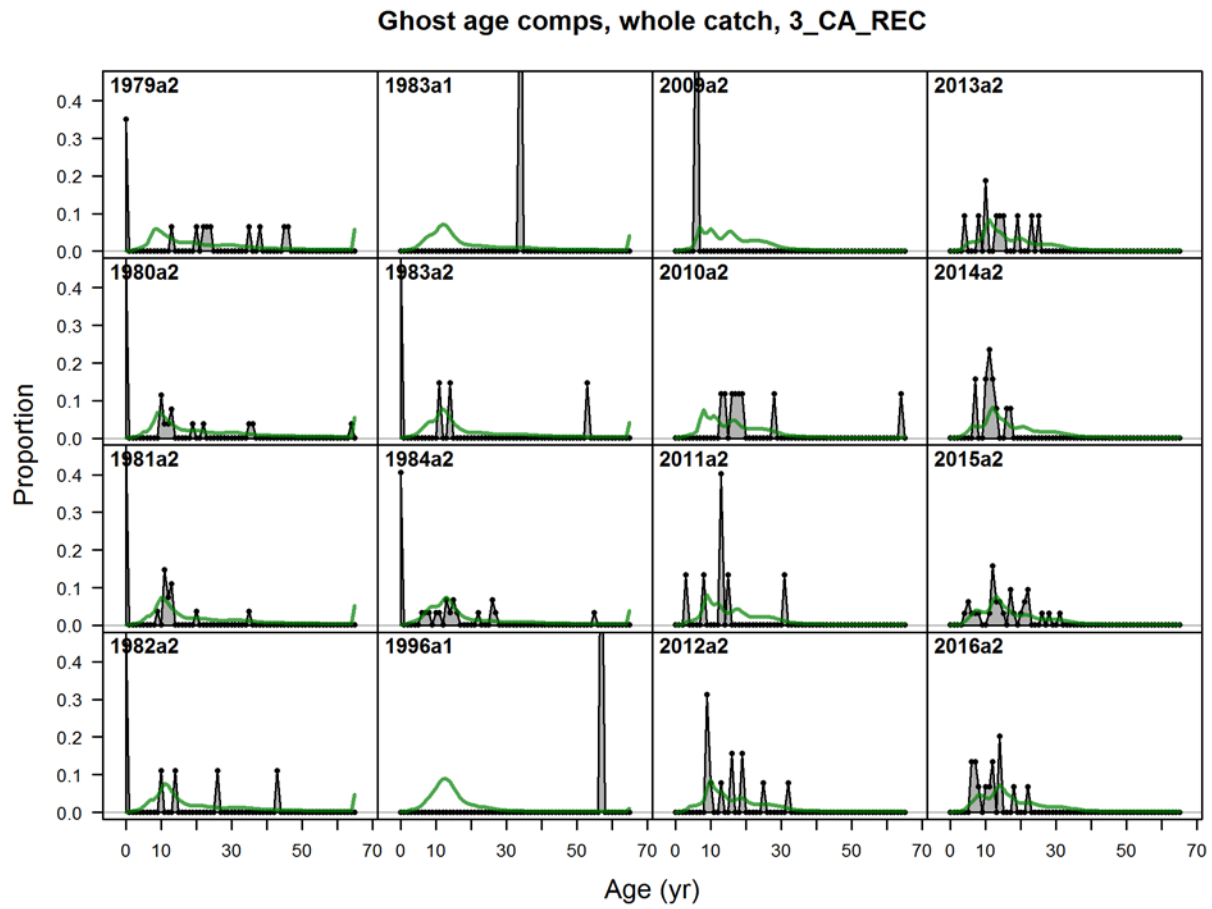 Ghost age comps, whole catch, 3_CA_REC
1979a2 1983a1 2009a2 2013a2
0.4
0.3
0.2
0.1
0.0
1980a2 1983a2 2010a2 2014a2
0.4
0.3
0.2
0.1
0.0
1981a2 1984a2 2011a2 2015a2
0.4
0.3
0.2
0.1
0.0
1982a2 1996a1 2012a2 2016a2
0.4
0.3
0.2
0.1
0.0
0 10 30 50 70 0 10 30 50 70 0 10 30 50 70 0 10 30 50 70
Proportion
Age (yr)